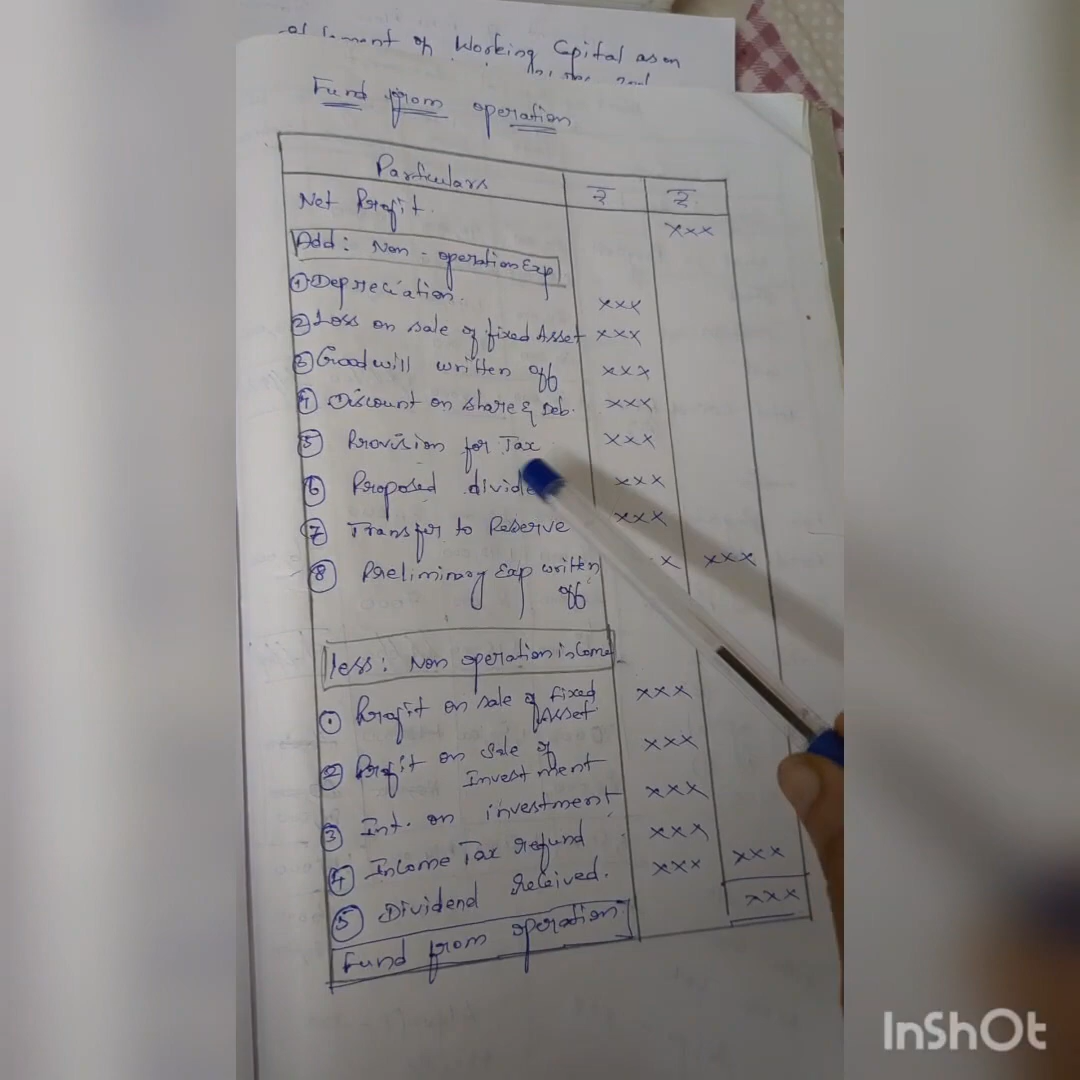 of Working Capital as on
Fund from operation
Particulars ₹ ₹
Net Profit. xxx
Add: Non-operation Exp
① Depreciation. xxx
② Loss on sale of fixed Asset xxx
③ Goodwill written off xxx
④ Discount on share & Deb. xxx
⑤ Provision for Tax xxx
⑥ Proposed divide xxx
⑦ Transfer to Reserve xxx
⑧ Preliminary Exp written x xxx
off
less: Non operation income
① Profit on sale of fixed xxx
Asset
② Profit on sale of xxx
Investment
③ Int. on investment xxx
④ Income Tax refund xxx
⑤ Dividend received. xxx xxx
Fund from operation xxx
InShOt